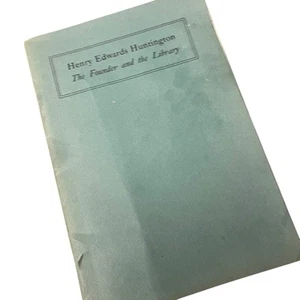 Henry Edwards Huntington
The Founder and the Library